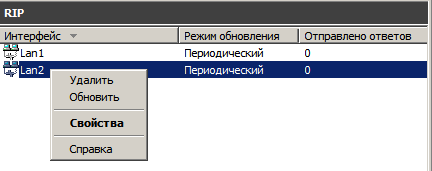 RIP
Интерфейс Режим обновления Отправлено ответов
Lan1 Периодический 0
Lan2 Периодический 0
Удалить
Обновить
Свойства
Справка